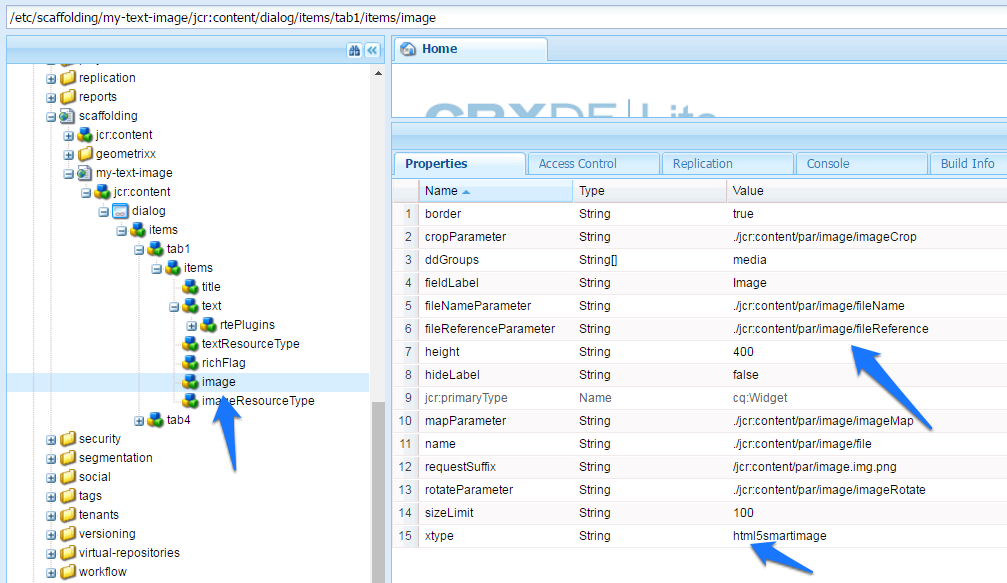 /etc/scaffolding/my-text-image/jcr:content/dialog/items/tab1/items/image
replication
reports
scaffolding
jcr:content
geometrixx
my-text-image
jcr:content
dialog
items
tab1
items
title
text
rtePlugins
textResourceType
richFlag
image
imageResourceType
tab4
security
segmentation
social
tags
tenants
versioning
virtual-repositories
workflow
Home
CRXDE | Lite
Properties Access Control Replication Console Build Info
Name Type Value
1 border String true
2 cropParameter String ./jcr:content/par/image/imageCrop
3 ddGroups String[] media
4 fieldLabel String Image
5 fileNameParameter String ./jcr:content/par/image/fileName
6 fileReferenceParameter String ./jcr:content/par/image/fileReference
7 height String 400
8 hideLabel String false
9 jcr:primaryType Name cq:Widget
10 mapParameter String ./jcr:content/par/image/imageMap
11 name String ./jcr:content/par/image/file
12 requestSuffix String /jcr:content/par/image.img.png
13 rotateParameter String ./jcr:content/par/image/imageRotate
14 sizeLimit String 100
15 xtype String html5smartimage